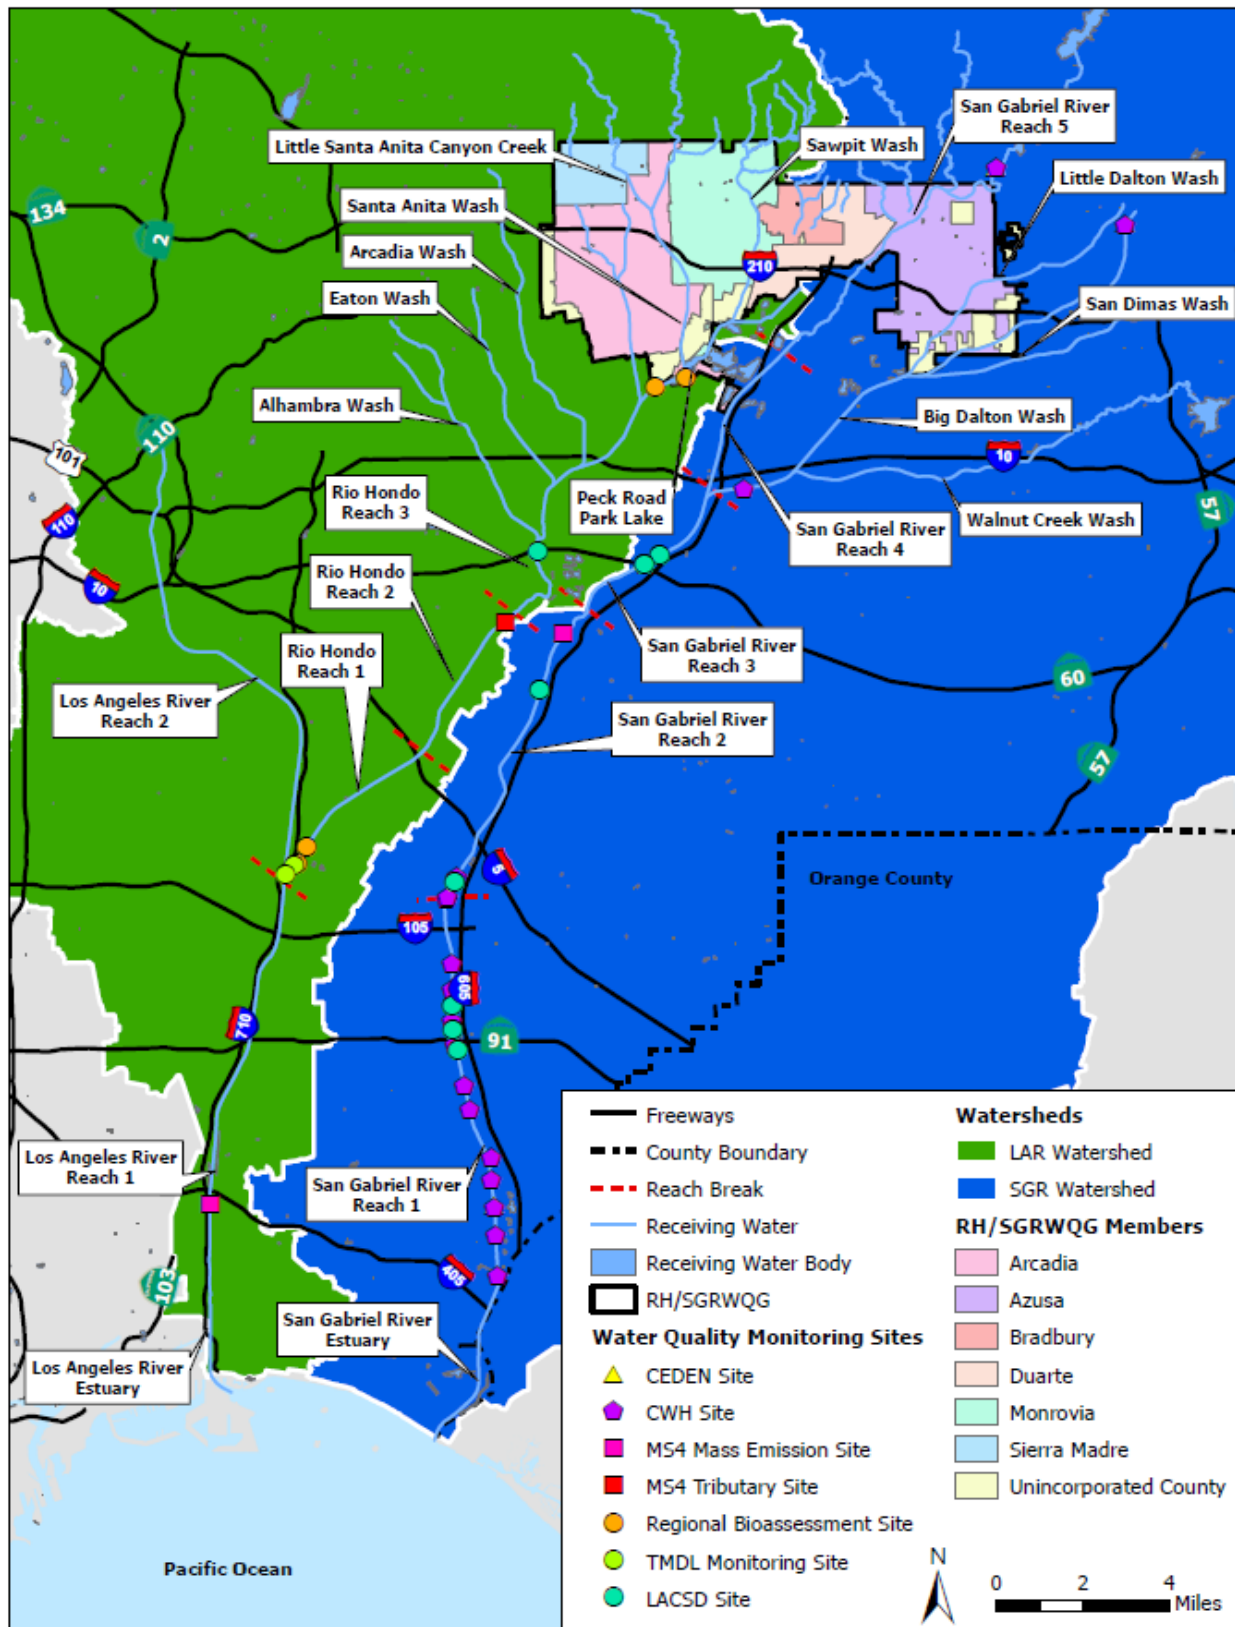 San Gabriel River
Reach 5
Little Santa Anita Canyon Creek
Sawpit Wash
Little Dalton Wash
134
2
Santa Anita Wash
Arcadia Wash
210
Eaton Wash
San Dimas Wash
Alhambra Wash
Big Dalton Wash
110
101
10
Rio Hondo
Reach 3
Peck Road
Park Lake
San Gabriel River
Reach 4
Walnut Creek Wash
57
110
10
Rio Hondo
Reach 2
Rio Hondo
Reach 1
San Gabriel River
Reach 3
60
Los Angeles River
Reach 2
San Gabriel River
Reach 2
57
5
Orange County
105
605
710
91
Los Angeles River
Reach 1
San Gabriel River
Reach 1
405
103
San Gabriel River
Estuary
Los Angeles River
Estuary
Pacific Ocean
Freeways
County Boundary
Reach Break
Receiving Water
Receiving Water Body
RH/SGRWQG
Water Quality Monitoring Sites
CEDEN Site
CWH Site
MS4 Mass Emission Site
MS4 Tributary Site
Regional Bioassessment Site
TMDL Monitoring Site
LACSD Site
Watersheds
LAR Watershed
SGR Watershed
RH/SGRWQG Members
Arcadia
Azusa
Bradbury
Duarte
Monrovia
Sierra Madre
Unincorporated County
N
0 2 4
Miles